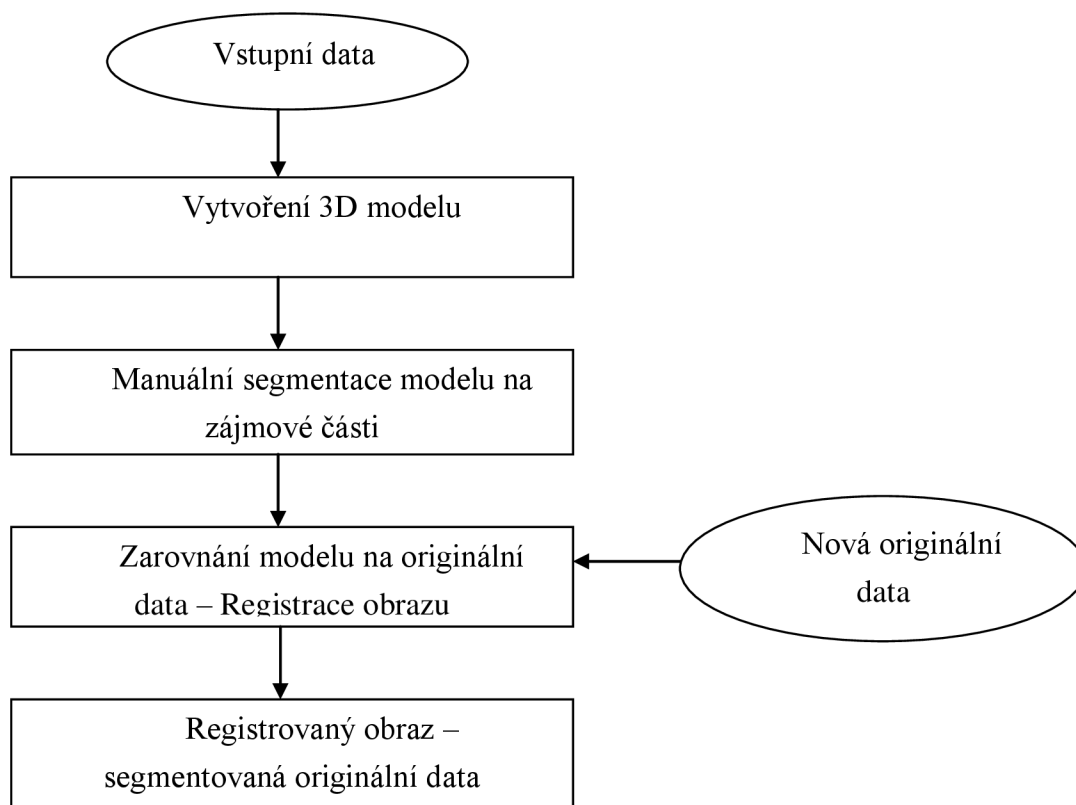 Vstupní data
Vytvoření 3D modelu
Manuální segmentace modelu na
zájmové části
Zarovnání modelu na originální
data – Registrace obrazu
Nová originální
data
Registrovaný obraz –
segmentovaná originální data